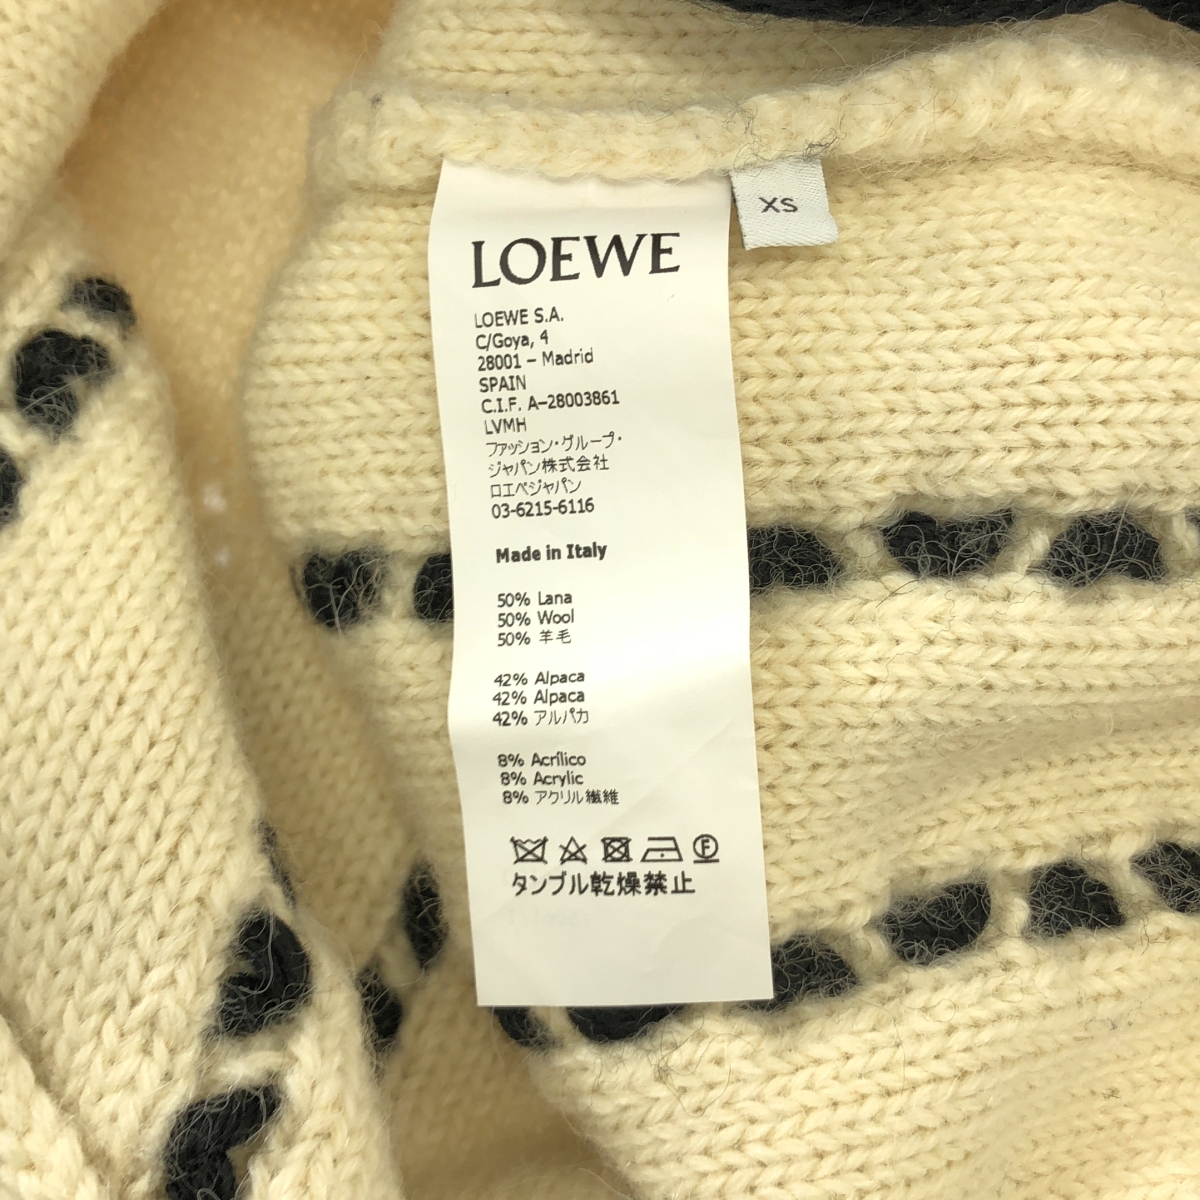 XS
LOEWE
LOEWE S.A.
C/Goya, 4
28001 – Madrid
SPAIN
C.I.F. A-28003861
LVMH
ファッション・グループ・
ジャパン株式会社
ロエベジャパン
03-6215-6116
Made in Italy
50% Lana
50% Wool
50% 羊毛
42% Alpaca
42% Alpaca
42% アルパカ
8% Acrílico
8% Acrylic
8% アクリル繊維
F
タンブル乾燥禁止